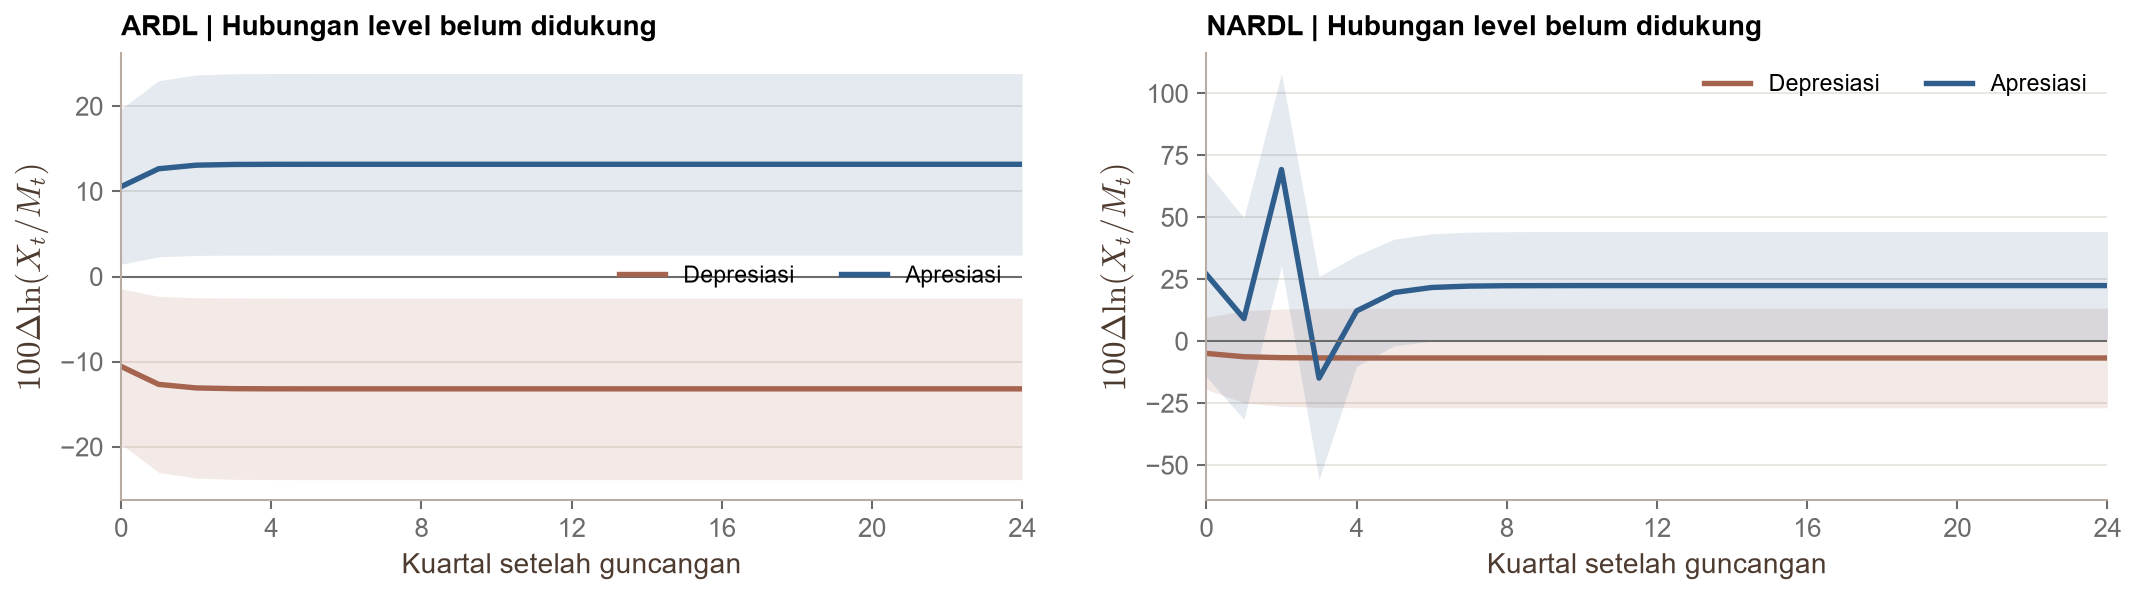 ARDL | Hubungan level belum didukung
100Δln(X_t/M_t)
20
10
0
−10
−20
Depresiasi
Apresiasi
0 4 8 12 16 20 24
Kuartal setelah guncangan
NARDL | Hubungan level belum didukung
100Δln(X_t/M_t)
100
75
50
25
0
−25
−50
Depresiasi
Apresiasi
0 4 8 12 16 20 24
Kuartal setelah guncangan